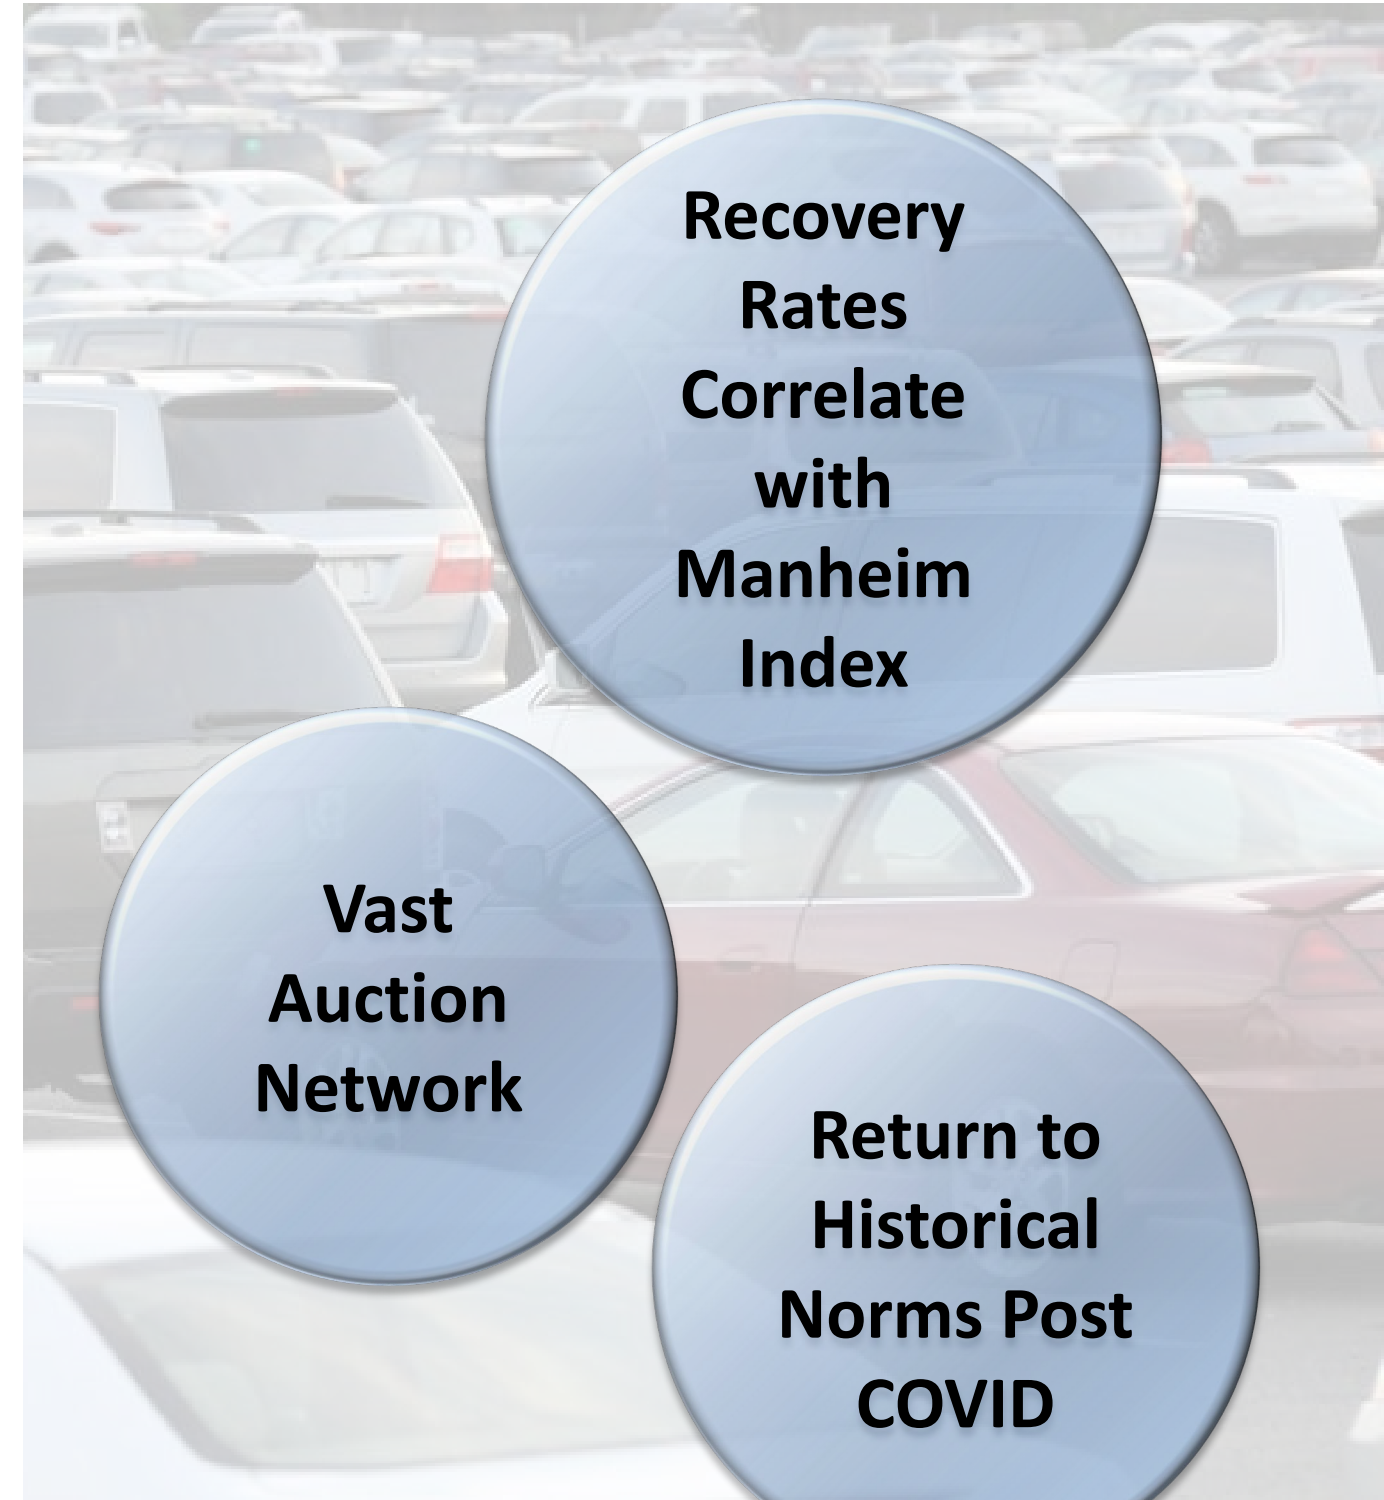 Recovery
Rates
Correlate
with
Manheim
Index
Vast
Auction
Network
Return to
Historical
Norms Post
COVID